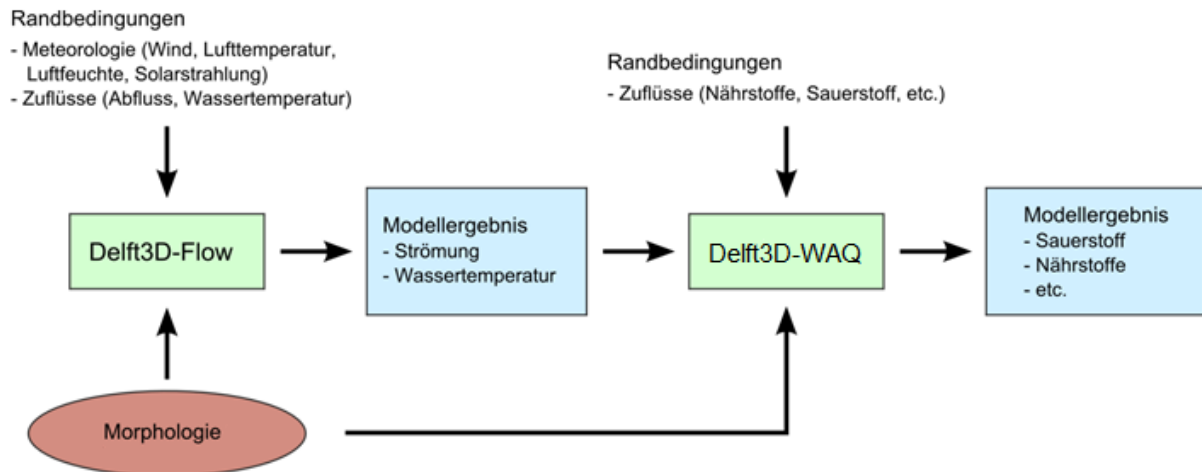 Randbedingungen
- Meteorologie (Wind, Lufttemperatur,
Luftfeuchte, Solarstrahlung)
- Zuflüsse (Abfluss, Wassertemperatur)
Randbedingungen
- Zuflüsse (Nährstoffe, Sauerstoff, etc.)
Delft3D-Flow
Modellergebnis
- Strömung
- Wassertemperatur
Delft3D-WAQ
Modellergebnis
- Sauerstoff
- Nährstoffe
- etc.
Morphologie